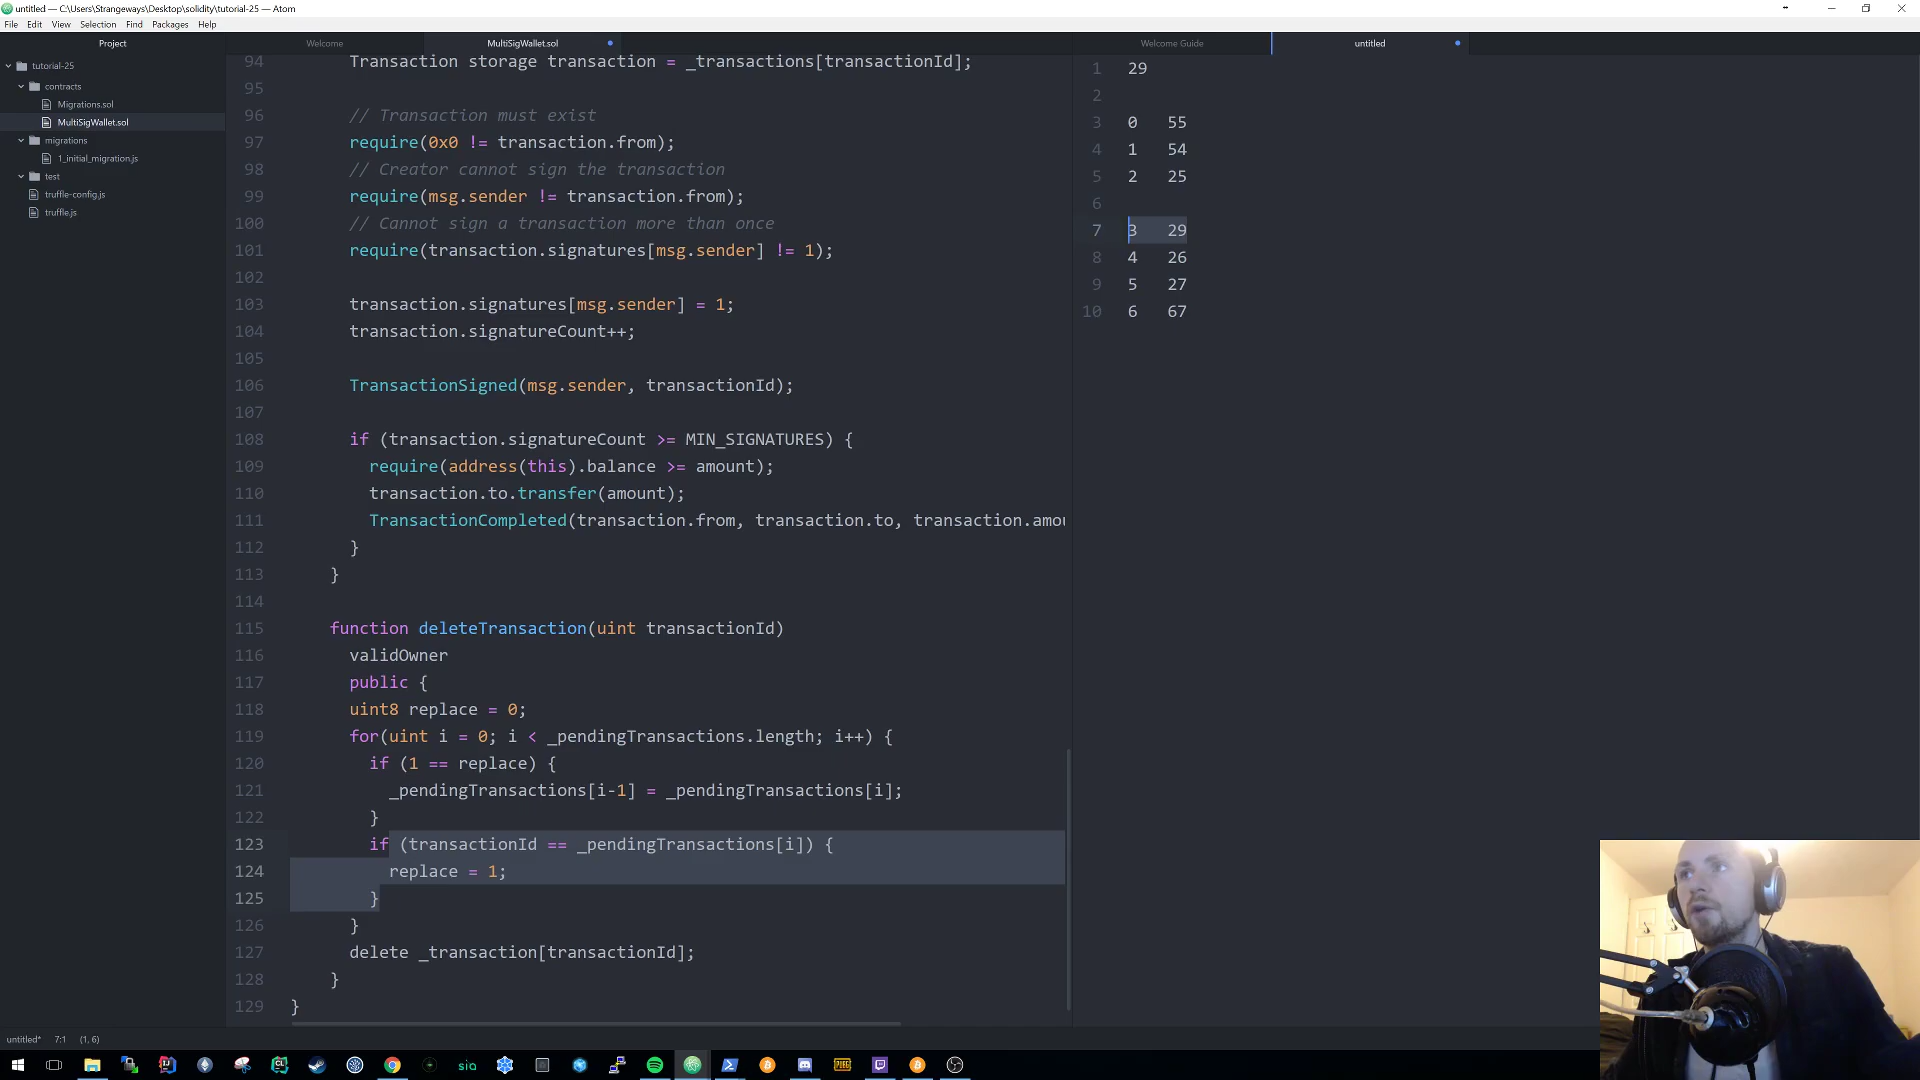 untitled — C:\Users\Strangeways\Desktop\solidity\tutorial-25 — Atom
File Edit View Selection Find Packages Help
Project
tutorial-25
contracts
Migrations.sol
MultiSigWallet.sol
migrations
1_initial_migration.js
test
truffle-config.js
truffle.js
Welcome MultiSigWallet.sol
94 Transaction storage transaction = _transactions[transactionId];
95
96 // Transaction must exist
97 require(0x0 != transaction.from);
98 // Creator cannot sign the transaction
99 require(msg.sender != transaction.from);
100 // Cannot sign a transaction more than once
101 require(transaction.signatures[msg.sender] != 1);
102
103 transaction.signatures[msg.sender] = 1;
104 transaction.signatureCount++;
105
106 TransactionSigned(msg.sender, transactionId);
107
108 if (transaction.signatureCount >= MIN_SIGNATURES) {
109 require(address(this).balance >= amount);
110 transaction.to.transfer(amount);
111 TransactionCompleted(transaction.from, transaction.to, transaction.amou
112 }
113 }
114
115 function deleteTransaction(uint transactionId)
116 validOwner
117 public {
118 uint8 replace = 0;
119 for(uint i = 0; i < _pendingTransactions.length; i++) {
120 if (1 == replace) {
121 _pendingTransactions[i-1] = _pendingTransactions[i];
122 }
123 if (transactionId == _pendingTransactions[i]) {
124 replace = 1;
125 }
126 }
127 delete _transaction[transactionId];
128 }
129 }
Welcome Guide untitled
1 29
2
3 0 55
4 1 54
5 2 25
6
7 3 29
8 4 26
9 5 27
10 6 67
untitled* 7:1 (1, 6)
sia